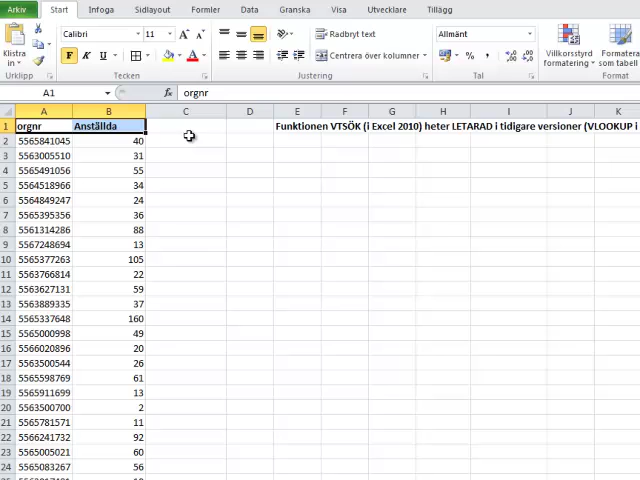 Arkiv Start Infoga Sidlayout Formler Data Granska Visa Utvecklare Tillägg
Klistra in
Urklipp
Calibri 11
F K U
Tecken
Radbryt text
Centrera över kolumner
Justering
Allmänt
% 000
Tal
Villkorsstyrd formatering
Formatera som tabell
A1 fx orgnr
A B C D E F G H I J K
1 orgnr Anställda Funktionen VTSÖK (i Excel 2010) heter LETARAD i tidigare versioner (VLOOKUP i
2 5565841045 40
3 5563005510 31
4 5565491056 55
5 5564518966 34
6 5564849247 24
7 5565395356 36
8 5561314286 88
9 5567248694 13
10 5565377263 105
11 5563766814 22
12 5563627131 59
13 5563889335 37
14 5565337648 160
15 5565000998 49
16 5566020896 20
17 5563500544 26
18 5565598769 61
19 5565911699 13
20 5563500700 2
21 5565781571 11
22 5566241732 92
23 5565005021 60
24 5565083267 56